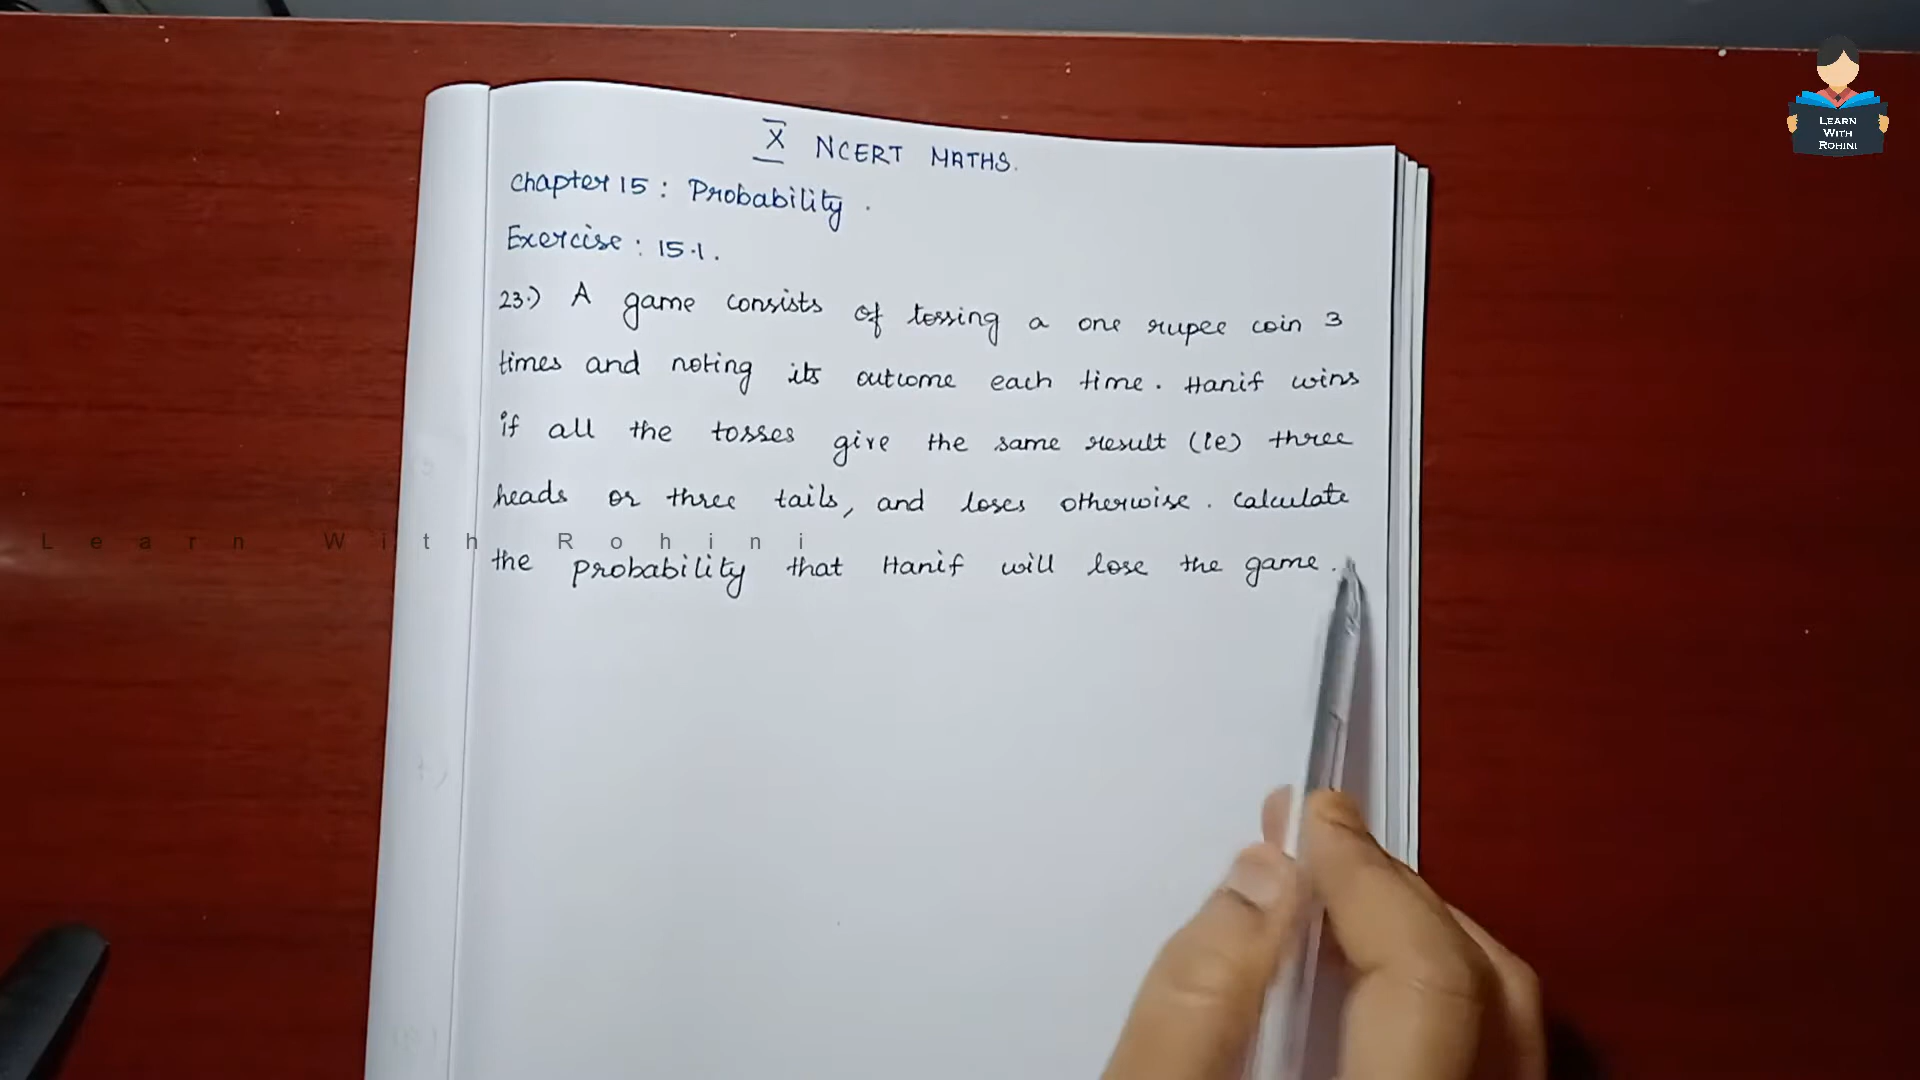 X NCERT MATHS.
Chapter 15 : Probability .
Exercise : 15.1.
23.) A game consists of tossing a one rupee coin 3
times and noting its outcome each time. Hanif wins
if all the tosses give the same result (ie) three
heads or three tails, and loses otherwise. Calculate
the probability that Hanif will lose the game.
Learn With Rohini
LEARN
WITH
ROHINI